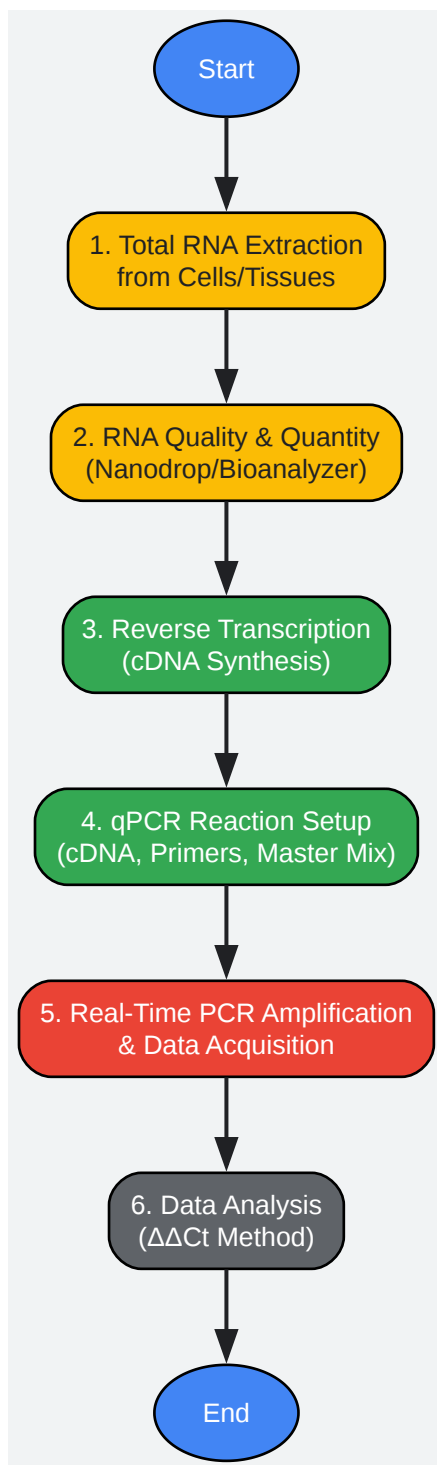 Start
1. Total RNA Extraction
from Cells/Tissues
2. RNA Quality & Quantity
(Nanodrop/Bioanalyzer)
3. Reverse Transcription
(cDNA Synthesis)
4. qPCR Reaction Setup
(cDNA, Primers, Master Mix)
5. Real-Time PCR Amplification
& Data Acquisition
6. Data Analysis
(ΔΔCt Method)
End